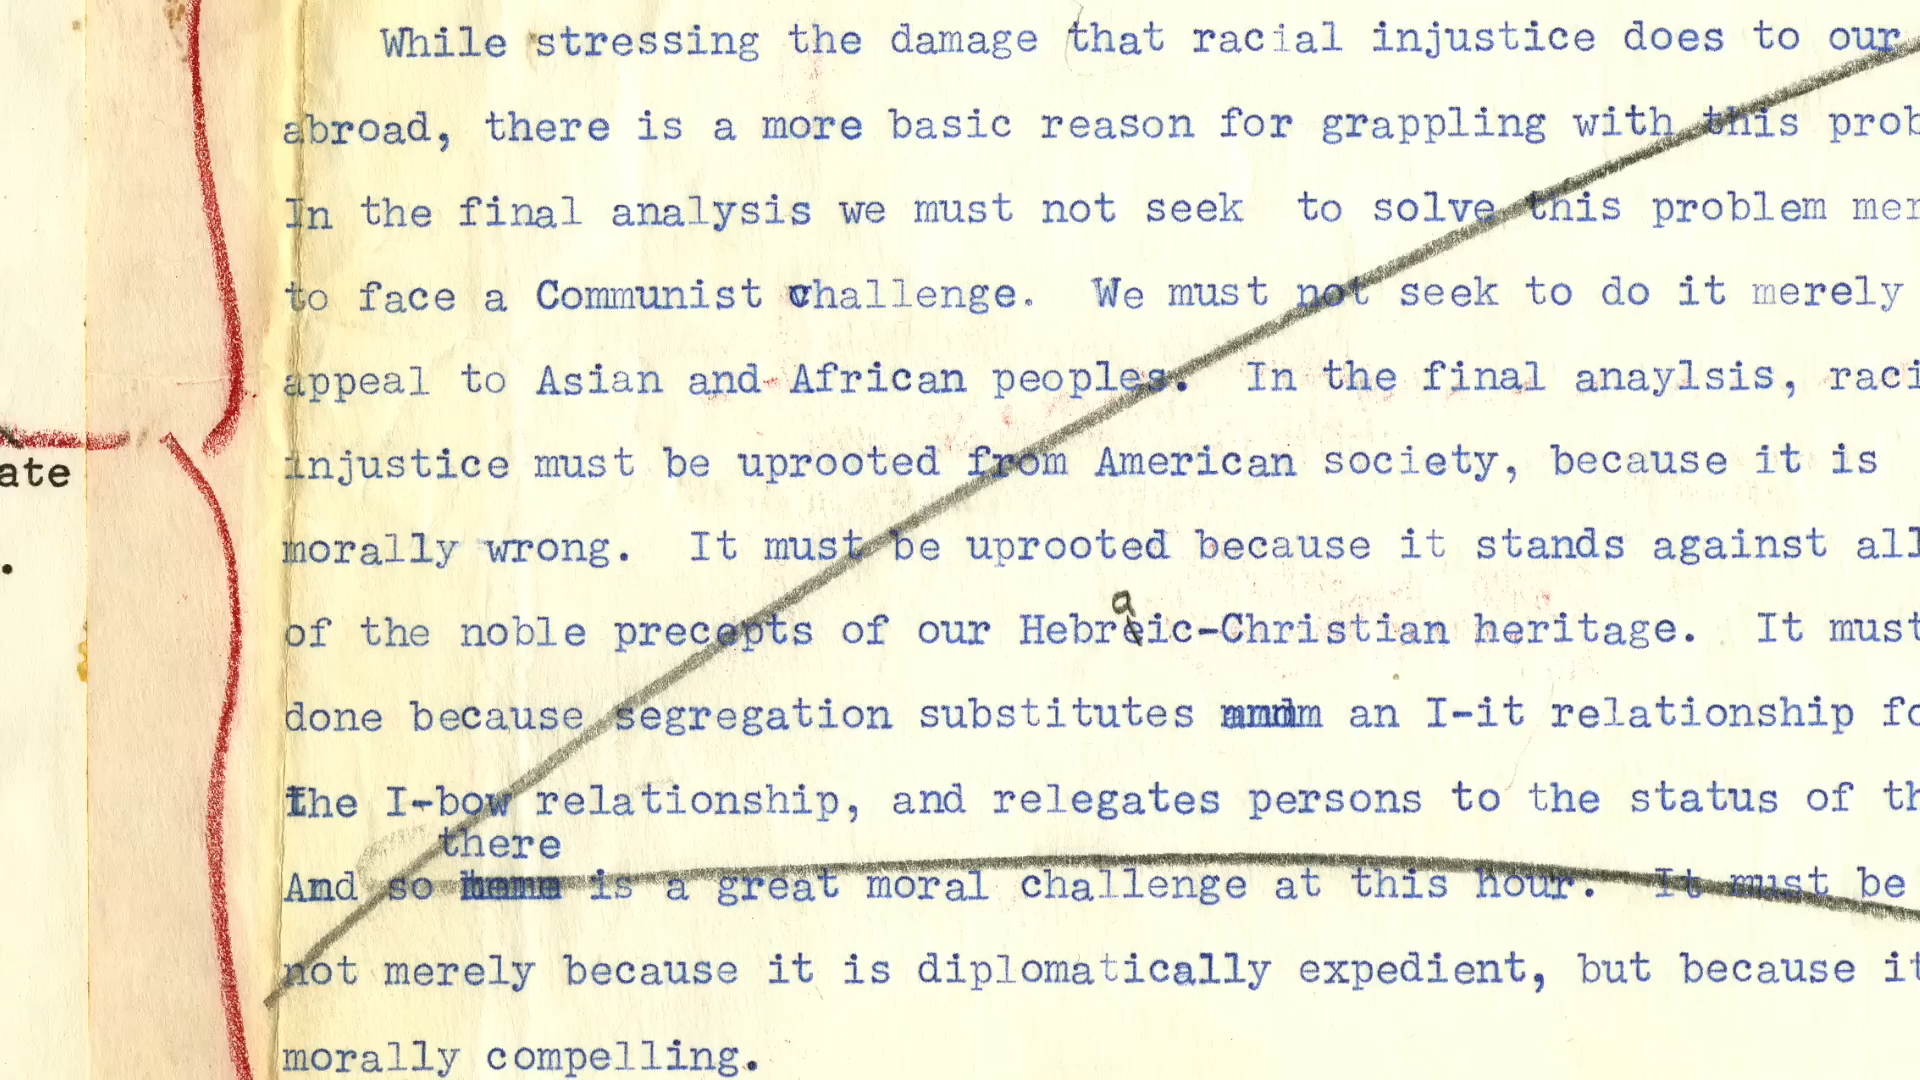 While stressing the damage that racial injustice does to our
abroad, there is a more basic reason for grappling with this prob
In the final analysis we must not seek to solve this problem mer
to face a Communist challenge. We must not seek to do it merely
appeal to Asian and African peoples. In the final anaylsis, raci
ate
injustice must be uprooted from American society, because it is
morally wrong. It must be uprooted because it stands against all
.
a
of the noble precepts of our Hebreic-Christian heritage. It must
done because segregation substitutes an I-it relationship fo
the I-bow relationship, and relegates persons to the status of th
there
And so is a great moral challenge at this hour. It must be
not merely because it is diplomatically expedient, but because it
morally compelling.